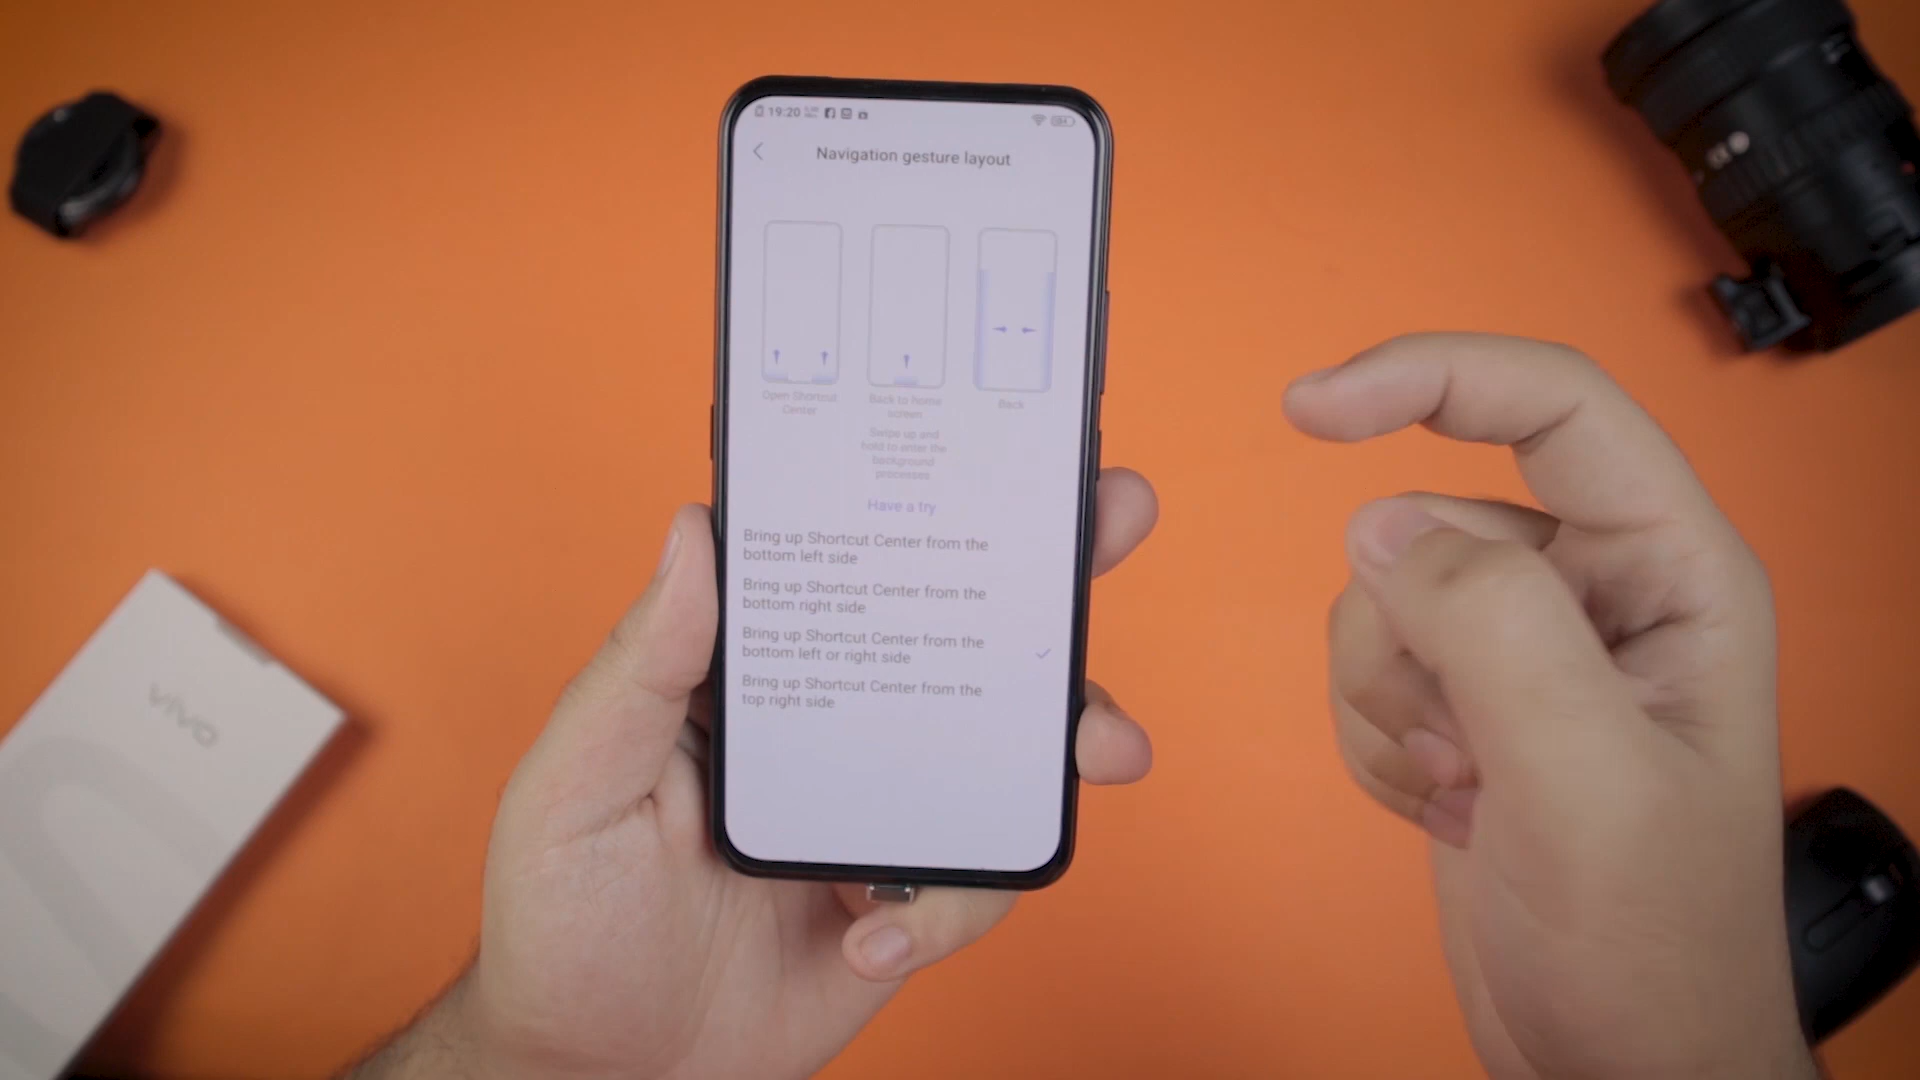 19:20
Navigation gesture layout
Open Shortcut
Center
Back to home
screen
Back
Swipe up and
hold to enter the
background
processes
Have a try
Bring up Shortcut Center from the
bottom left side
Bring up Shortcut Center from the
bottom right side
Bring up Shortcut Center from the
bottom left or right side
Bring up Shortcut Center from the
top right side
vivo